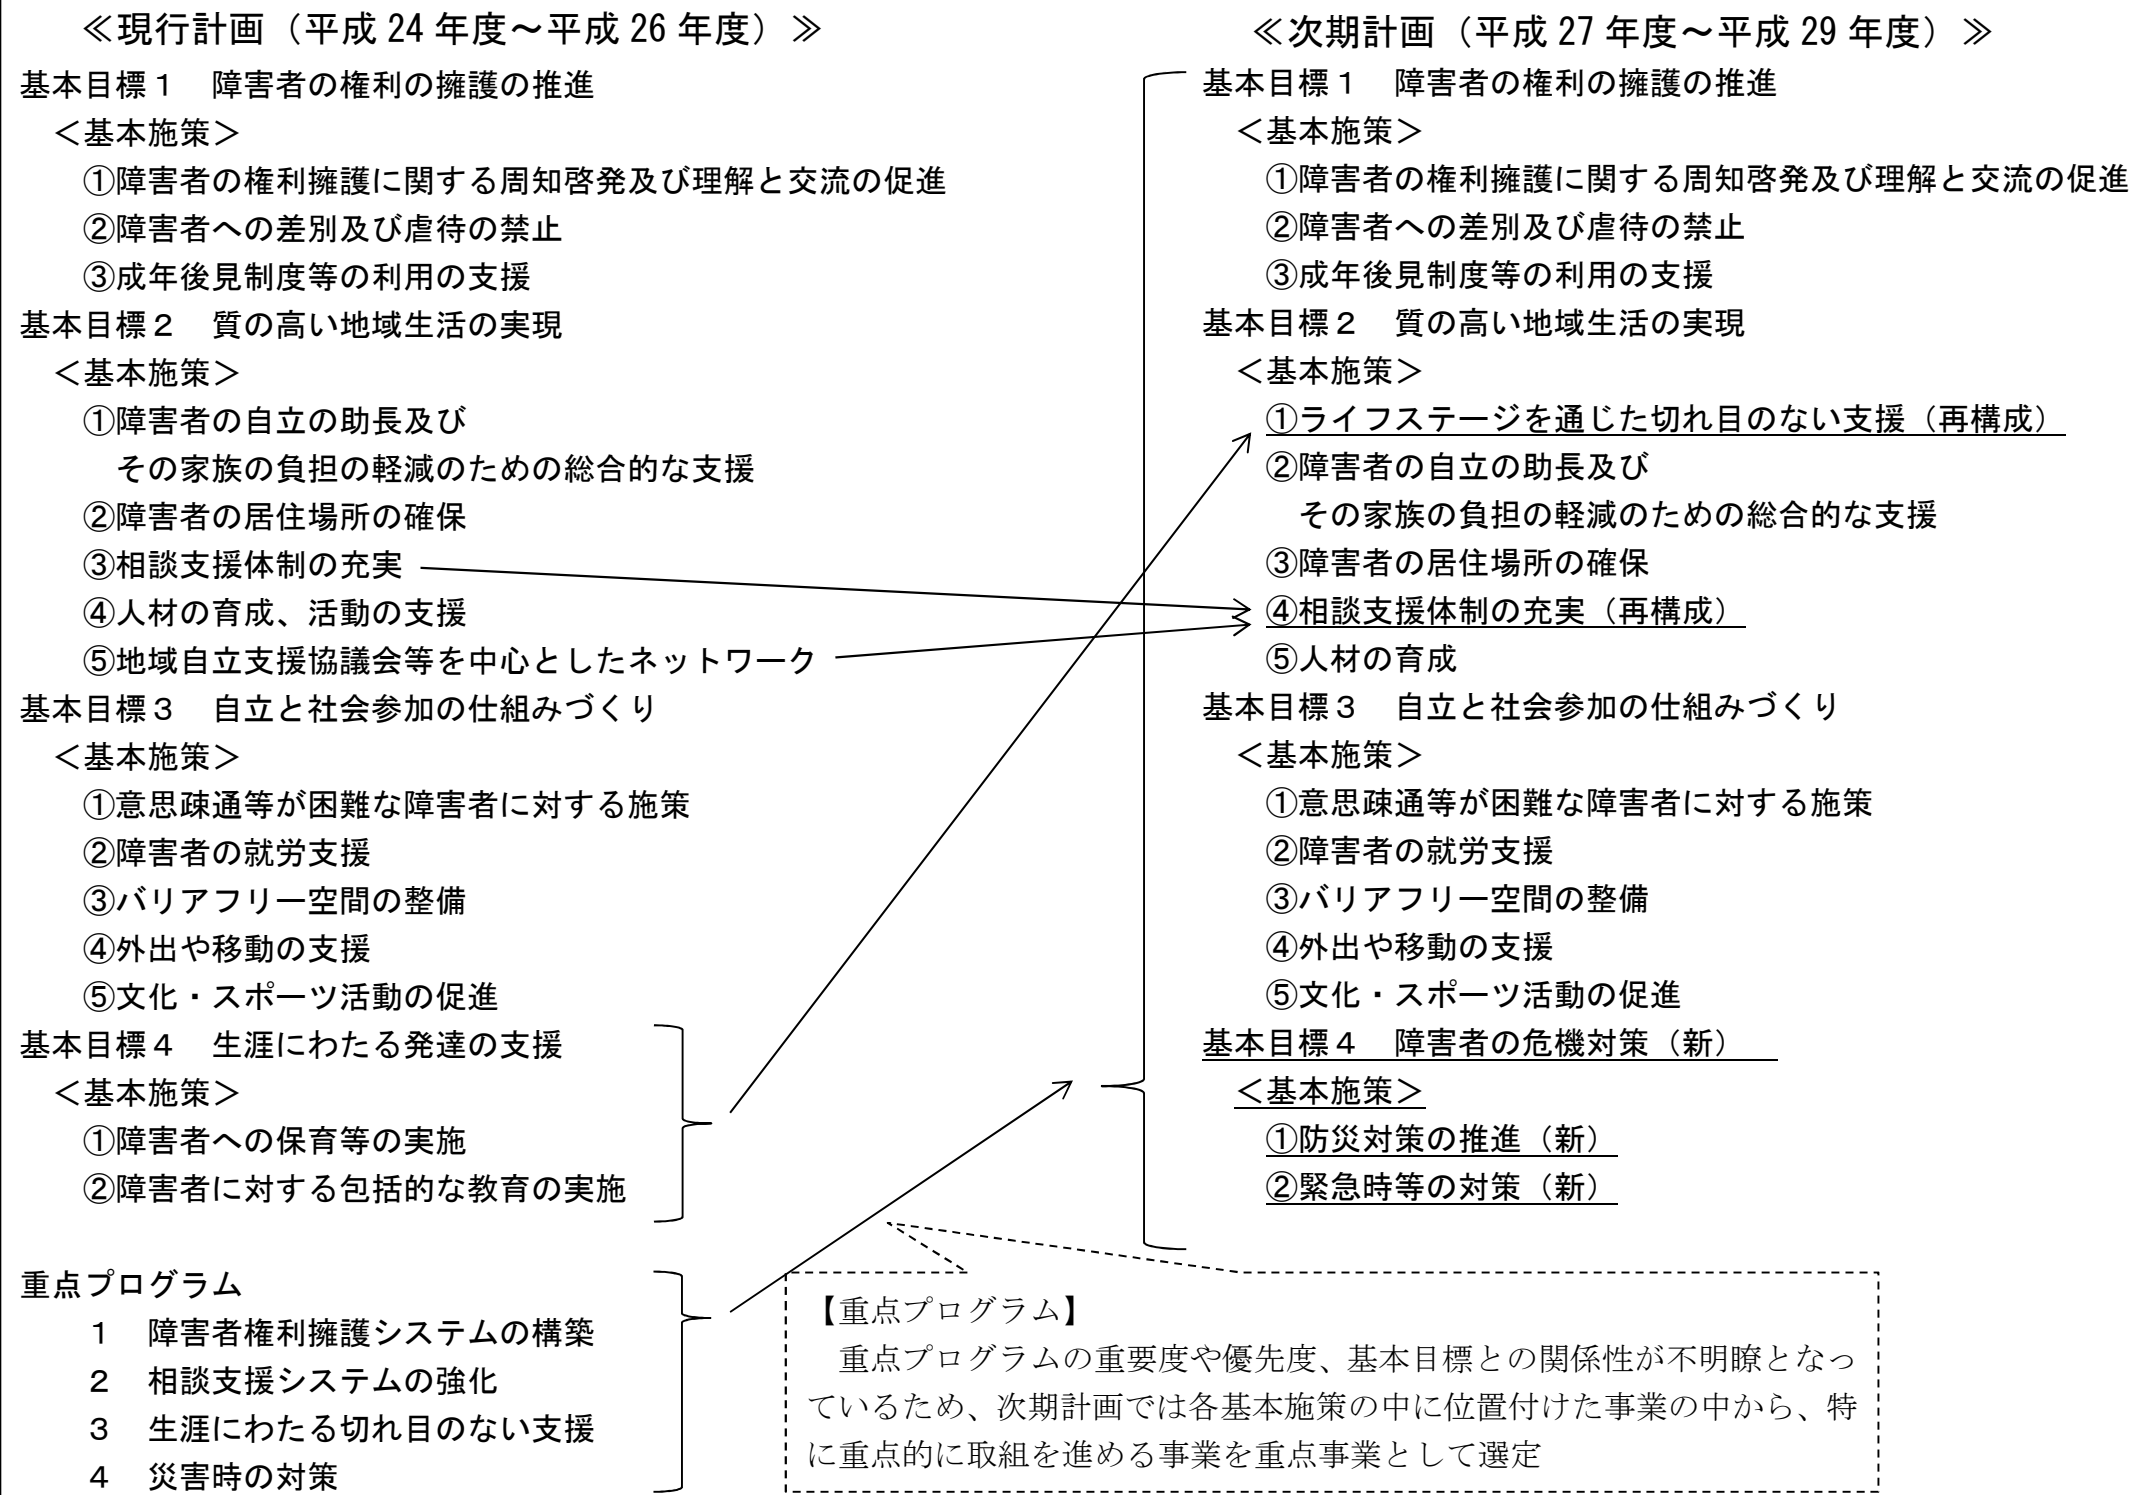 ≪現行計画（平成 24 年度～平成 26 年度）≫
基本目標１　障害者の権利の擁護の推進
＜基本施策＞
①障害者の権利擁護に関する周知啓発及び理解と交流の促進
②障害者への差別及び虐待の禁止
③成年後見制度等の利用の支援
基本目標２　質の高い地域生活の実現
＜基本施策＞
①障害者の自立の助長及び
その家族の負担の軽減のための総合的な支援
②障害者の居住場所の確保
③相談支援体制の充実
④人材の育成、活動の支援
⑤地域自立支援協議会等を中心としたネットワーク
基本目標３　自立と社会参加の仕組みづくり
＜基本施策＞
①意思疎通等が困難な障害者に対する施策
②障害者の就労支援
③バリアフリー空間の整備
④外出や移動の支援
⑤文化・スポーツ活動の促進
基本目標４　生涯にわたる発達の支援
＜基本施策＞
①障害者への保育等の実施
②障害者に対する包括的な教育の実施
重点プログラム
１　障害者権利擁護システムの構築
２　相談支援システムの強化
３　生涯にわたる切れ目のない支援
４　災害時の対策
≪次期計画（平成 27 年度～平成 29 年度）≫
基本目標１　障害者の権利の擁護の推進
＜基本施策＞
①障害者の権利擁護に関する周知啓発及び理解と交流の促進
②障害者への差別及び虐待の禁止
③成年後見制度等の利用の支援
基本目標２　質の高い地域生活の実現
＜基本施策＞
①ライフステージを通じた切れ目のない支援（再構成）
②障害者の自立の助長及び
その家族の負担の軽減のための総合的な支援
③障害者の居住場所の確保
④相談支援体制の充実（再構成）
⑤人材の育成
基本目標３　自立と社会参加の仕組みづくり
＜基本施策＞
①意思疎通等が困難な障害者に対する施策
②障害者の就労支援
③バリアフリー空間の整備
④外出や移動の支援
⑤文化・スポーツ活動の促進
基本目標４　障害者の危機対策（新）
＜基本施策＞
①防災対策の推進（新）
②緊急時等の対策（新）
【重点プログラム】
重点プログラムの重要度や優先度、基本目標との関係性が不明瞭となっ
ているため、次期計画では各基本施策の中に位置付けた事業の中から、特
に重点的に取組を進める事業を重点事業として選定